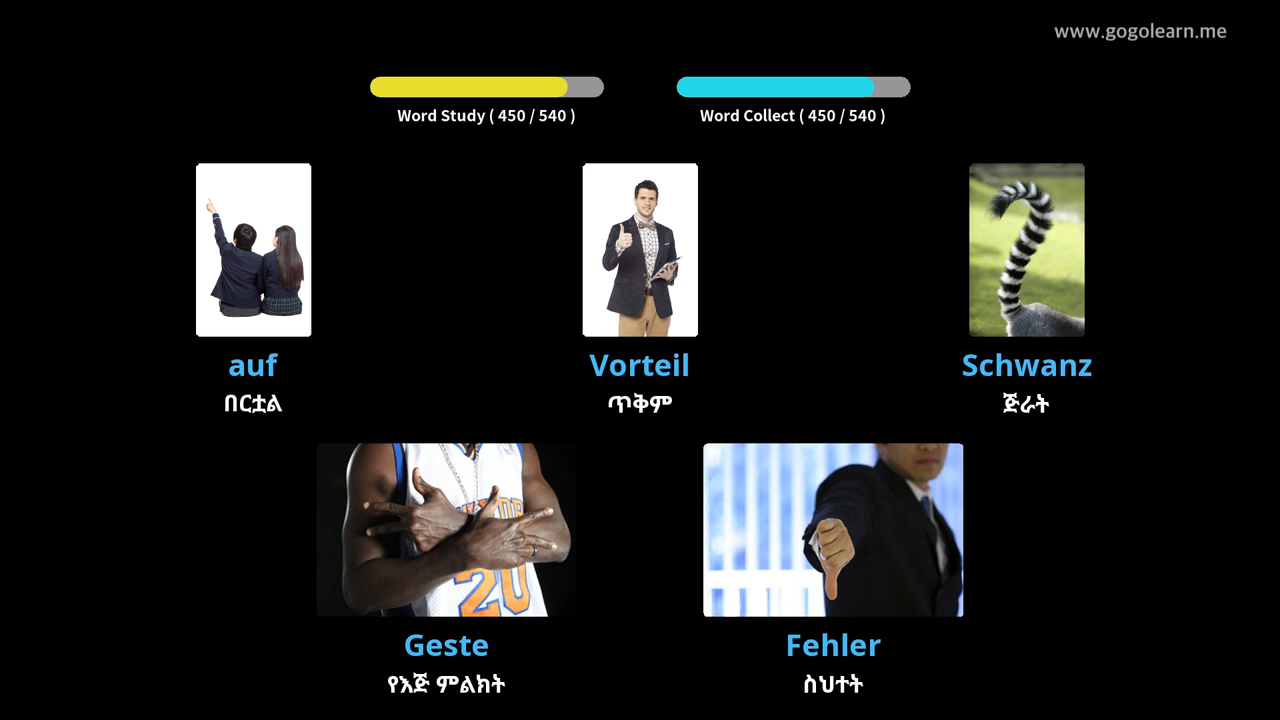 www.gogolearn.me
Word Study ( 450 / 540 )
Word Collect ( 450 / 540 )
auf
በርቷል
Vorteil
ጥቅም
Schwanz
ጅራት
20
Geste
የእጅ ምልክት
Fehler
ስህተት